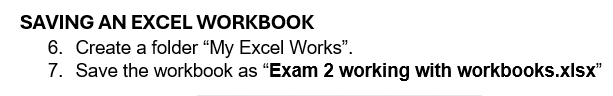 SAVING AN EXCEL WORKBOOK
6. Create a folder “My Excel Works”.
7. Save the workbook as “Exam 2 working with workbooks.xlsx”